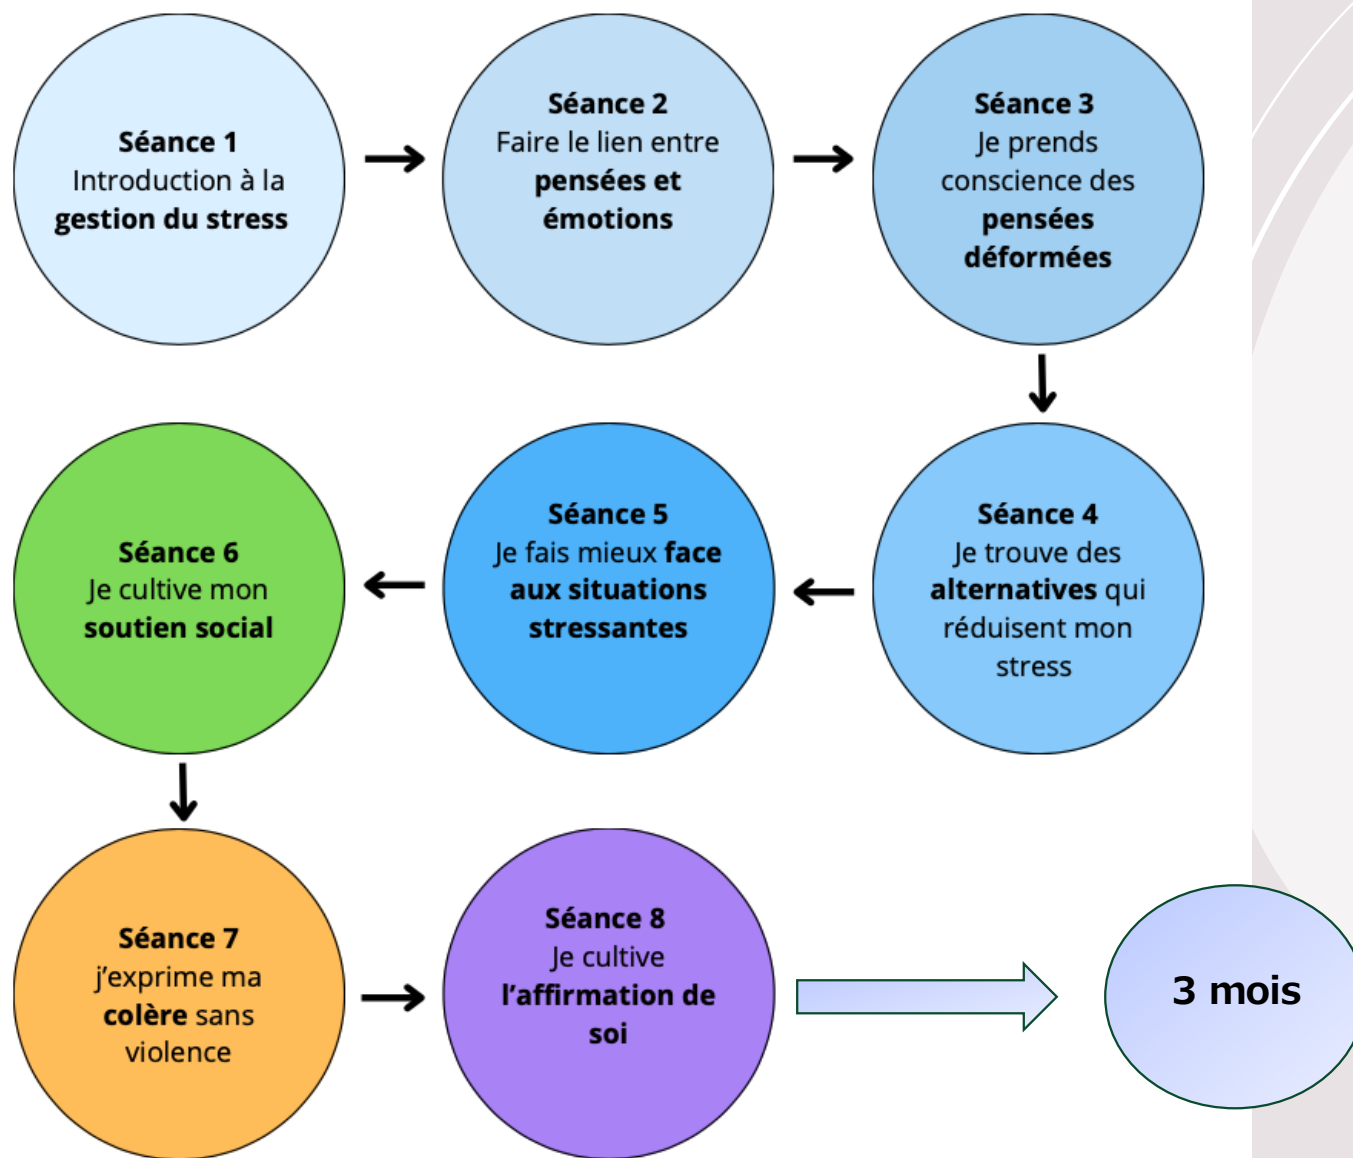 Séance 1
Introduction à la
gestion du stress
Séance 2
Faire le lien entre
pensées et
émotions
Séance 3
Je prends
conscience des
pensées
déformées
Séance 4
Je trouve des
alternatives qui
réduisent mon
stress
Séance 5
Je fais mieux face
aux situations
stressantes
Séance 6
Je cultive mon
soutien social
Séance 7
j’exprime ma
colère sans
violence
Séance 8
Je cultive
l’affirmation de
soi
3 mois